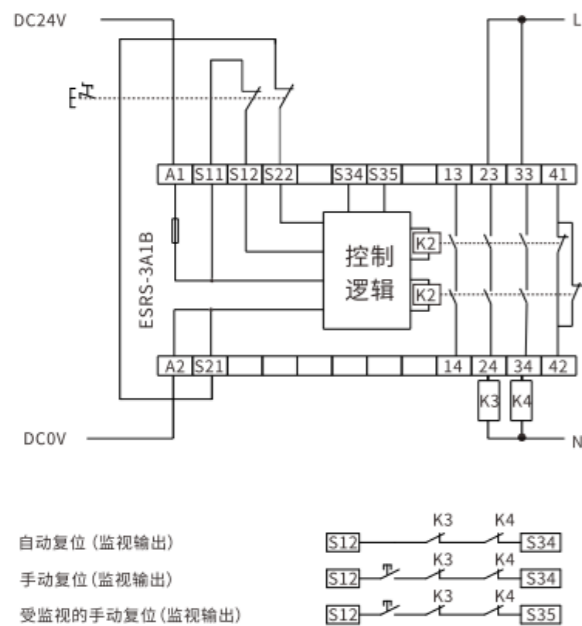 DC24V L
A1 S11 S12 S22 S34 S35 13 23 33 41
ESRS-3A1B
控制
逻辑
K2
K2
A2 S21 14 24 34 42
K3 K4
DC0V N
K3 K4
自动复位(监视输出) S12 S34
K3 K4
手动复位(监视输出) S12 S34
K3 K4
受监视的手动复位(监视输出) S12 S35